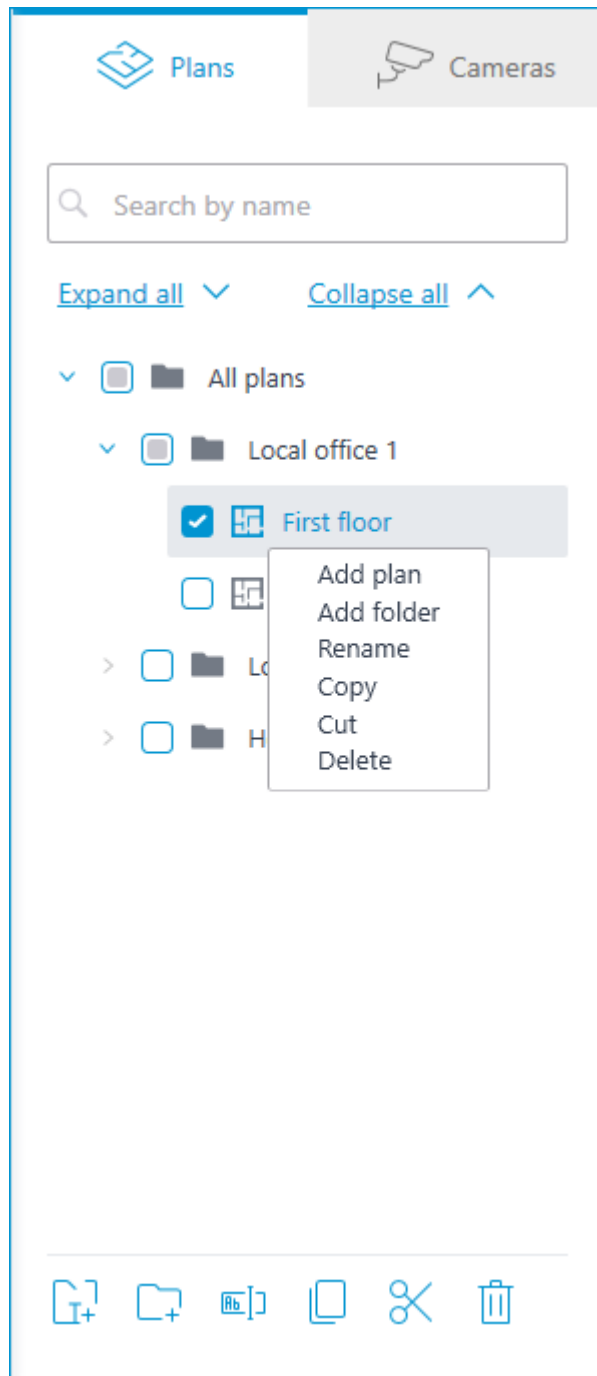 Plans Cameras
Search by name
Expand all Collapse all
All plans
Local office 1
First floor
Add plan
Add folder
Rename
Copy
Cut
Delete